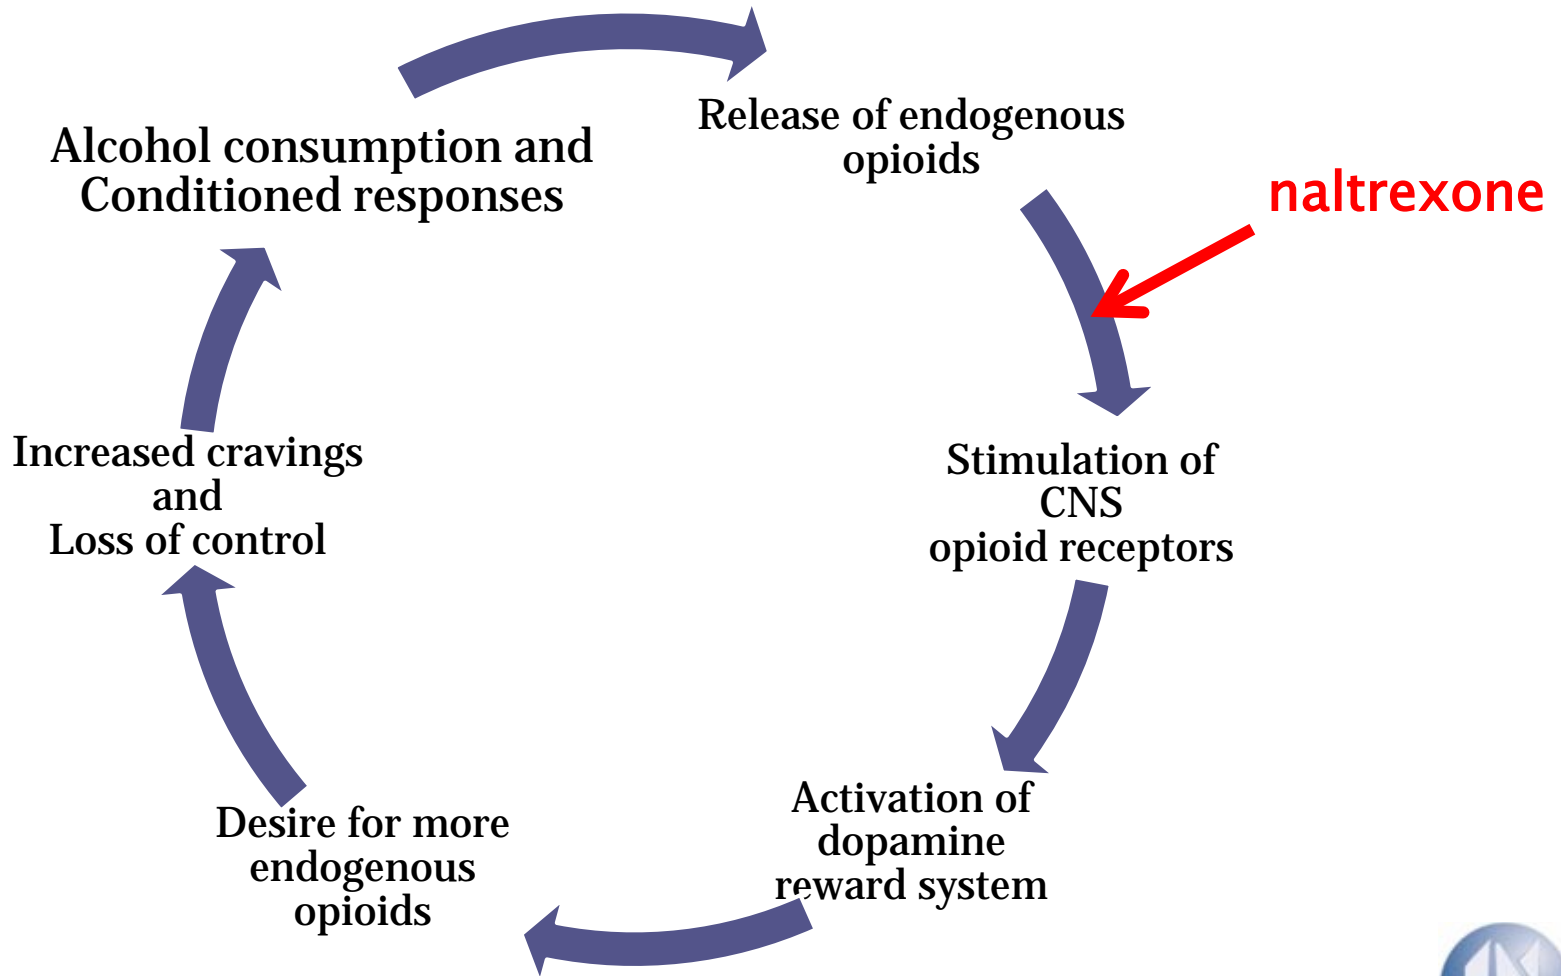 Alcohol consumption and
Conditioned responses
Release of endogenous
opioids
naltrexone
Stimulation of
CNS
opioid receptors
Activation of
dopamine
reward system
Desire for more
endogenous
opioids
Increased cravings
and
Loss of control